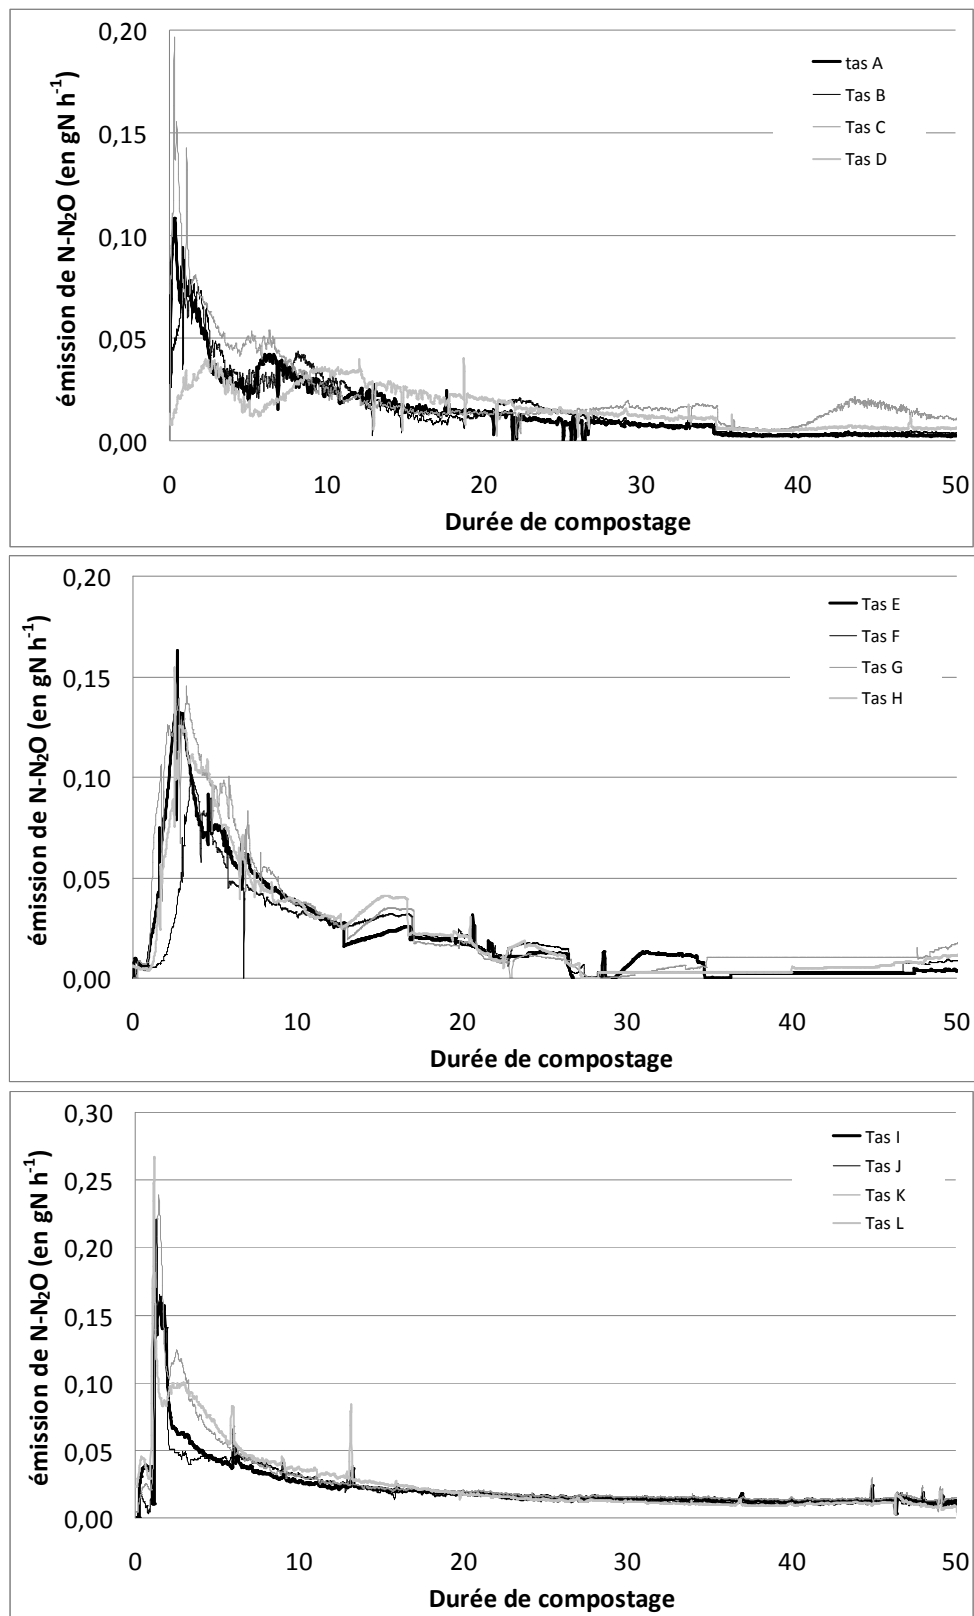 émission de N-N₂O (en gN h⁻¹)
0,20
0,15
0,10
0,05
0,00
tas A
Tas B
Tas C
Tas D
0 10 20 30 40 50
Durée de compostage
émission de N-N₂O (en gN h⁻¹)
0,20
0,15
0,10
0,05
0,00
Tas E
Tas F
Tas G
Tas H
0 10 20 30 40 50
Durée de compostage
émission de N-N₂O (en gN h⁻¹)
0,30
0,25
0,20
0,15
0,10
0,05
0,00
Tas I
Tas J
Tas K
Tas L
0 10 20 30 40 50
Durée de compostage